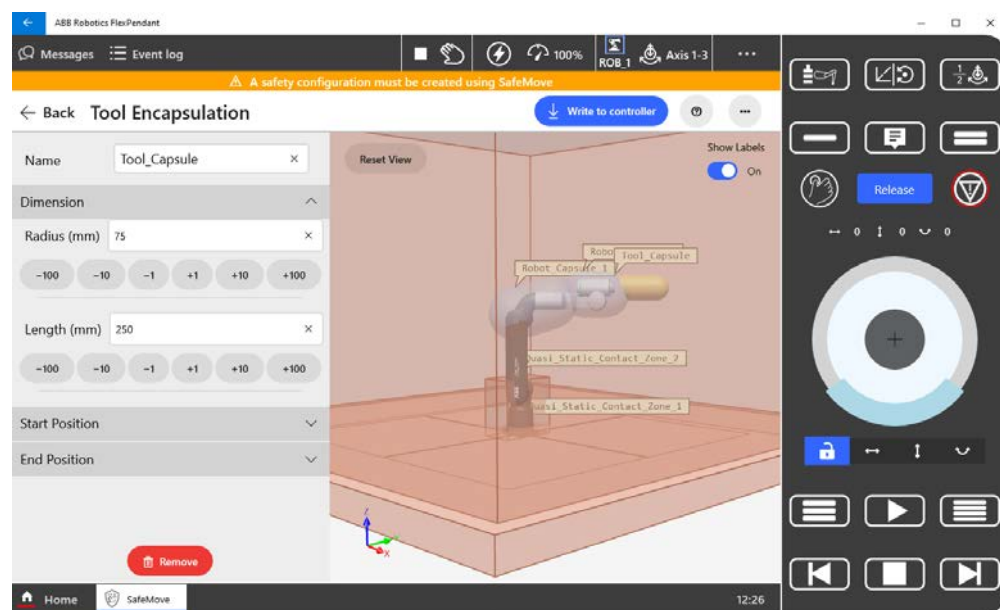 ABB Robotics FlexPendant
Messages Event log 100% ROB_1 Axis 1-3
A safety configuration must be created using SafeMove
Back Tool Encapsulation Write to controller
Name Tool_Capsule
Reset View
Show Labels
On
Dimension
Radius (mm) 75
-100 -10 -1 +1 +10 +100
Length (mm) 250
-100 -10 -1 +1 +10 +100
Start Position
End Position
Remove
Robo Tool_Capsule
Robot_Capsule_1
Quasi_Static_Contact_Zone_2
Quasi_Static_Contact_Zone_1
Z
X
Home SafeMove 12:26
1
2
Release
0 0 0